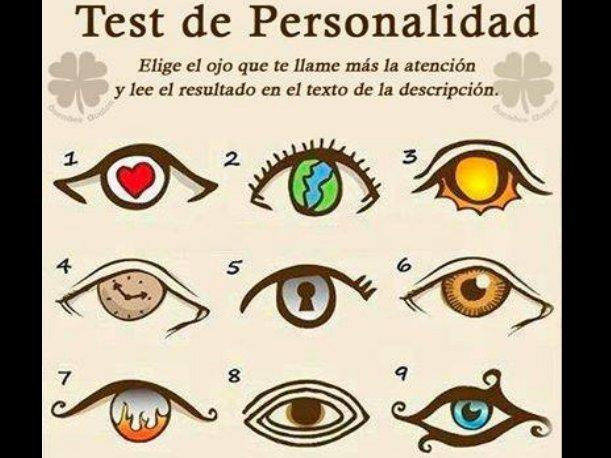 Test de Personalidad
Elige el ojo que te llame más la atención
y lee el resultado en el texto de la descripción.
1 2 3
4 5 6
7 8 9